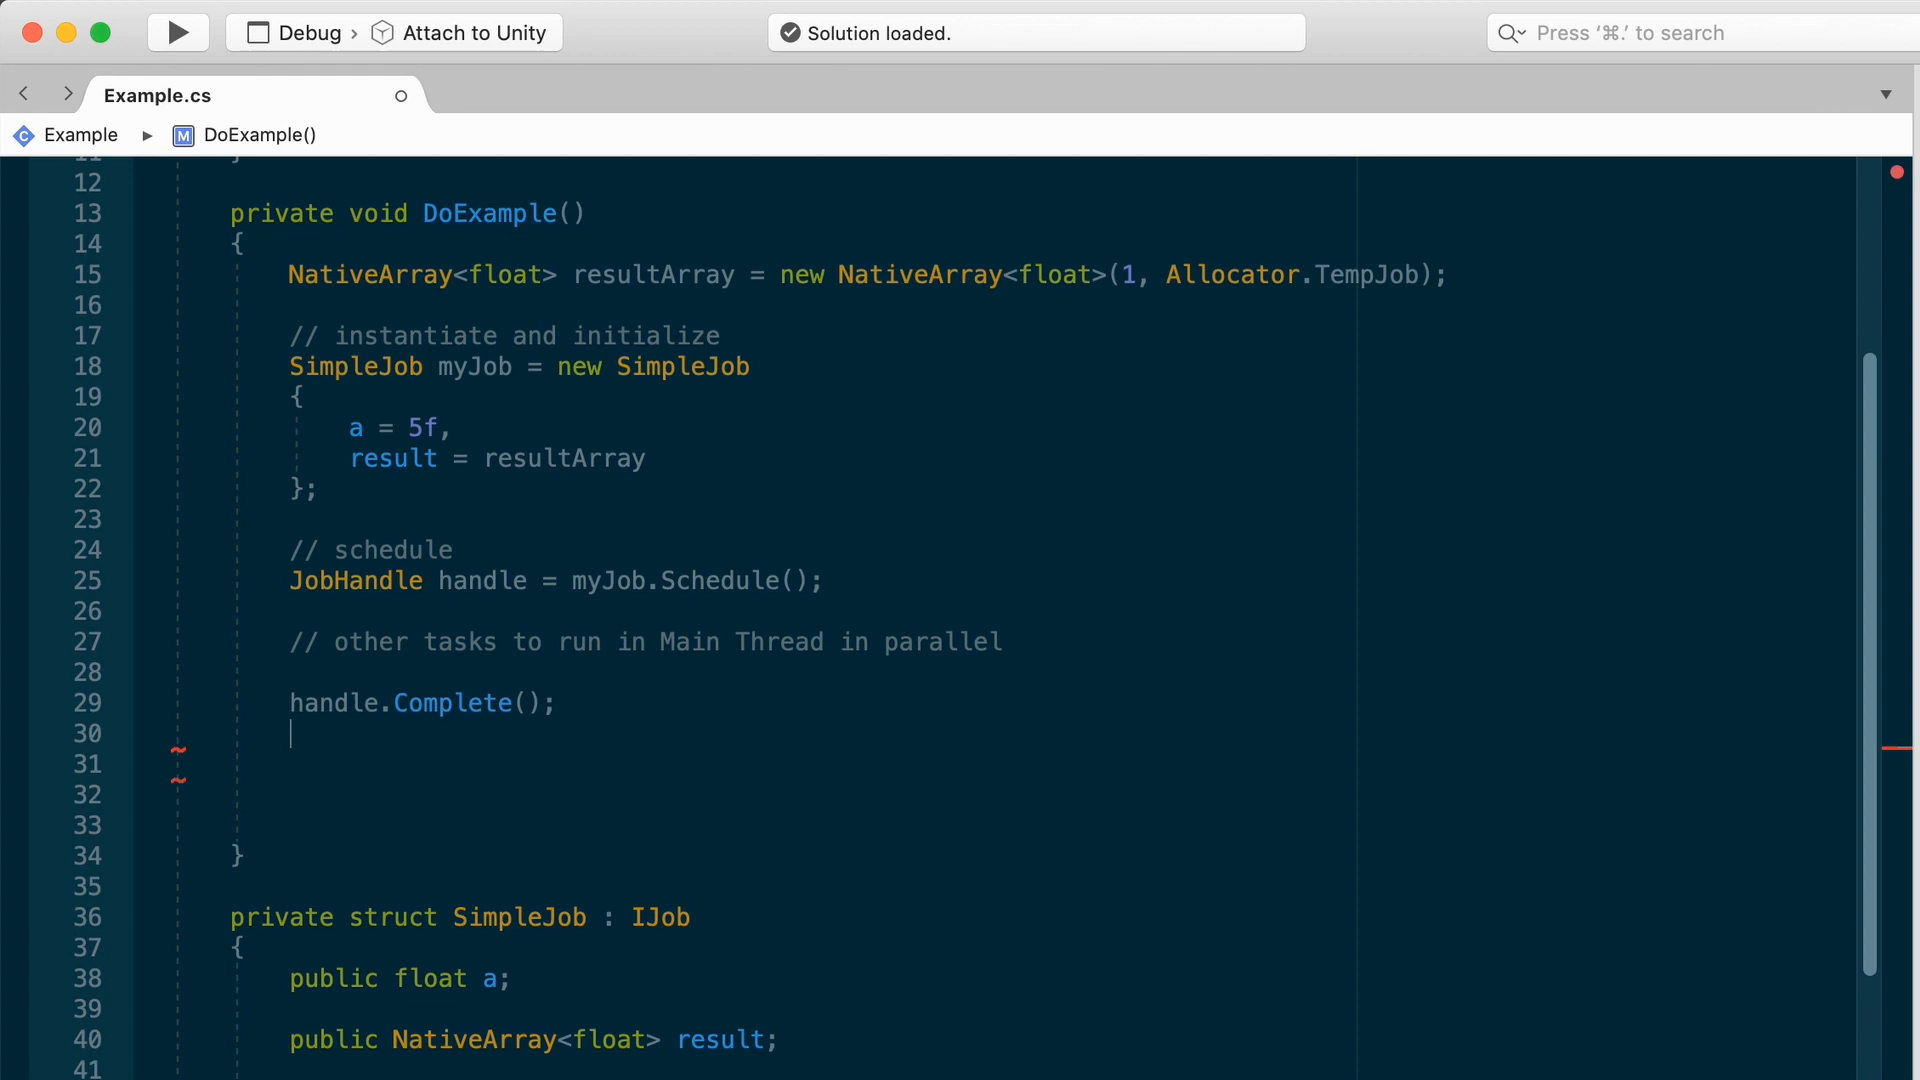 Debug › Attach to Unity
Solution loaded.
Press ‘⌘.’ to search
Example.cs
Example ▸ M DoExample()
11 }
12
13 private void DoExample()
14 {
15 NativeArray<float> resultArray = new NativeArray<float>(1, Allocator.TempJob);
16
17 // instantiate and initialize
18 SimpleJob myJob = new SimpleJob
19 {
20 a = 5f,
21 result = resultArray
22 };
23
24 // schedule
25 JobHandle handle = myJob.Schedule();
26
27 // other tasks to run in Main Thread in parallel
28
29 handle.Complete();
30
31
32
33
34 }
35
36 private struct SimpleJob : IJob
37 {
38 public float a;
39
40 public NativeArray<float> result;
41